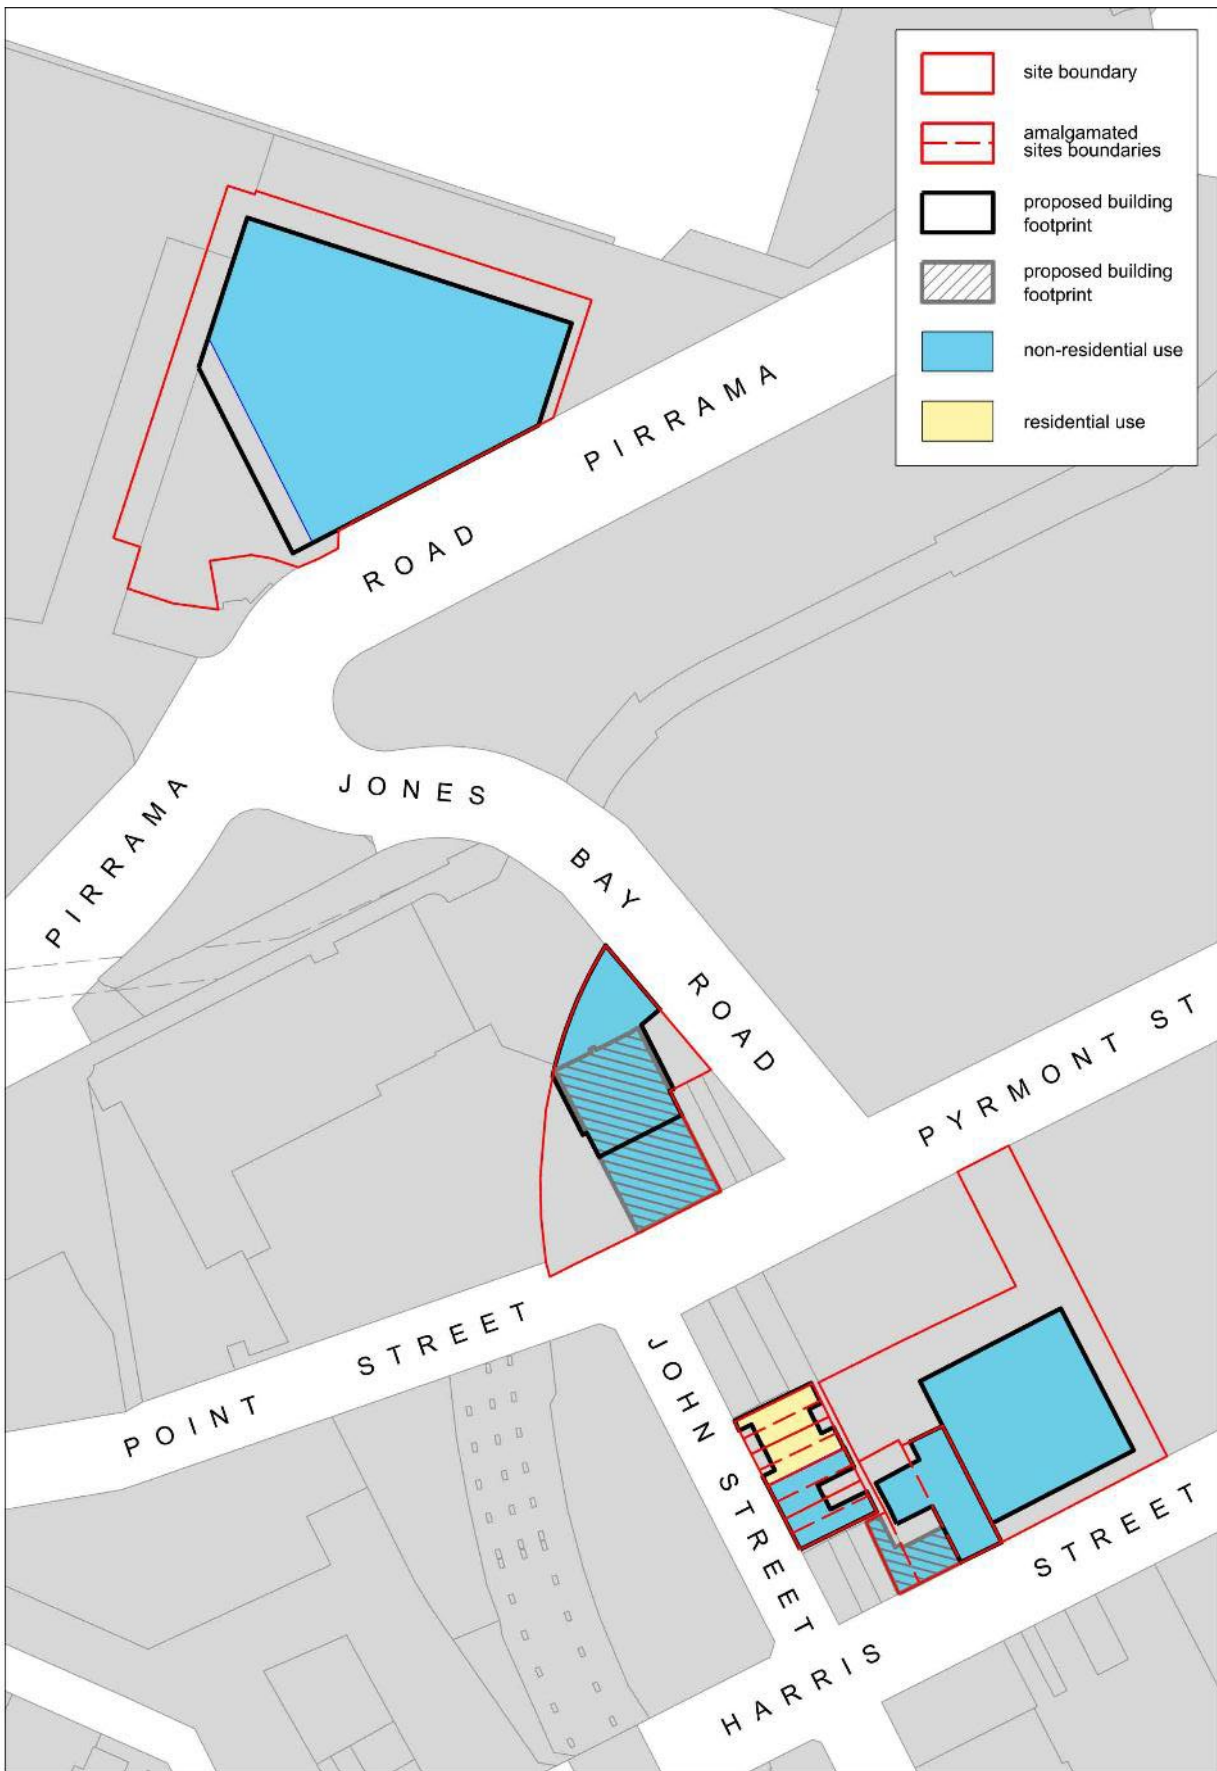 site boundary
amalgamated
sites boundaries
proposed building
footprint
proposed building
footprint
non-residential use
residential use
PIRRAMA
ROAD
PIRRAMA
JONES
BAY
ROAD
PYRMONT ST
POINT STREET
JOHN STREET
HARRIS STREET